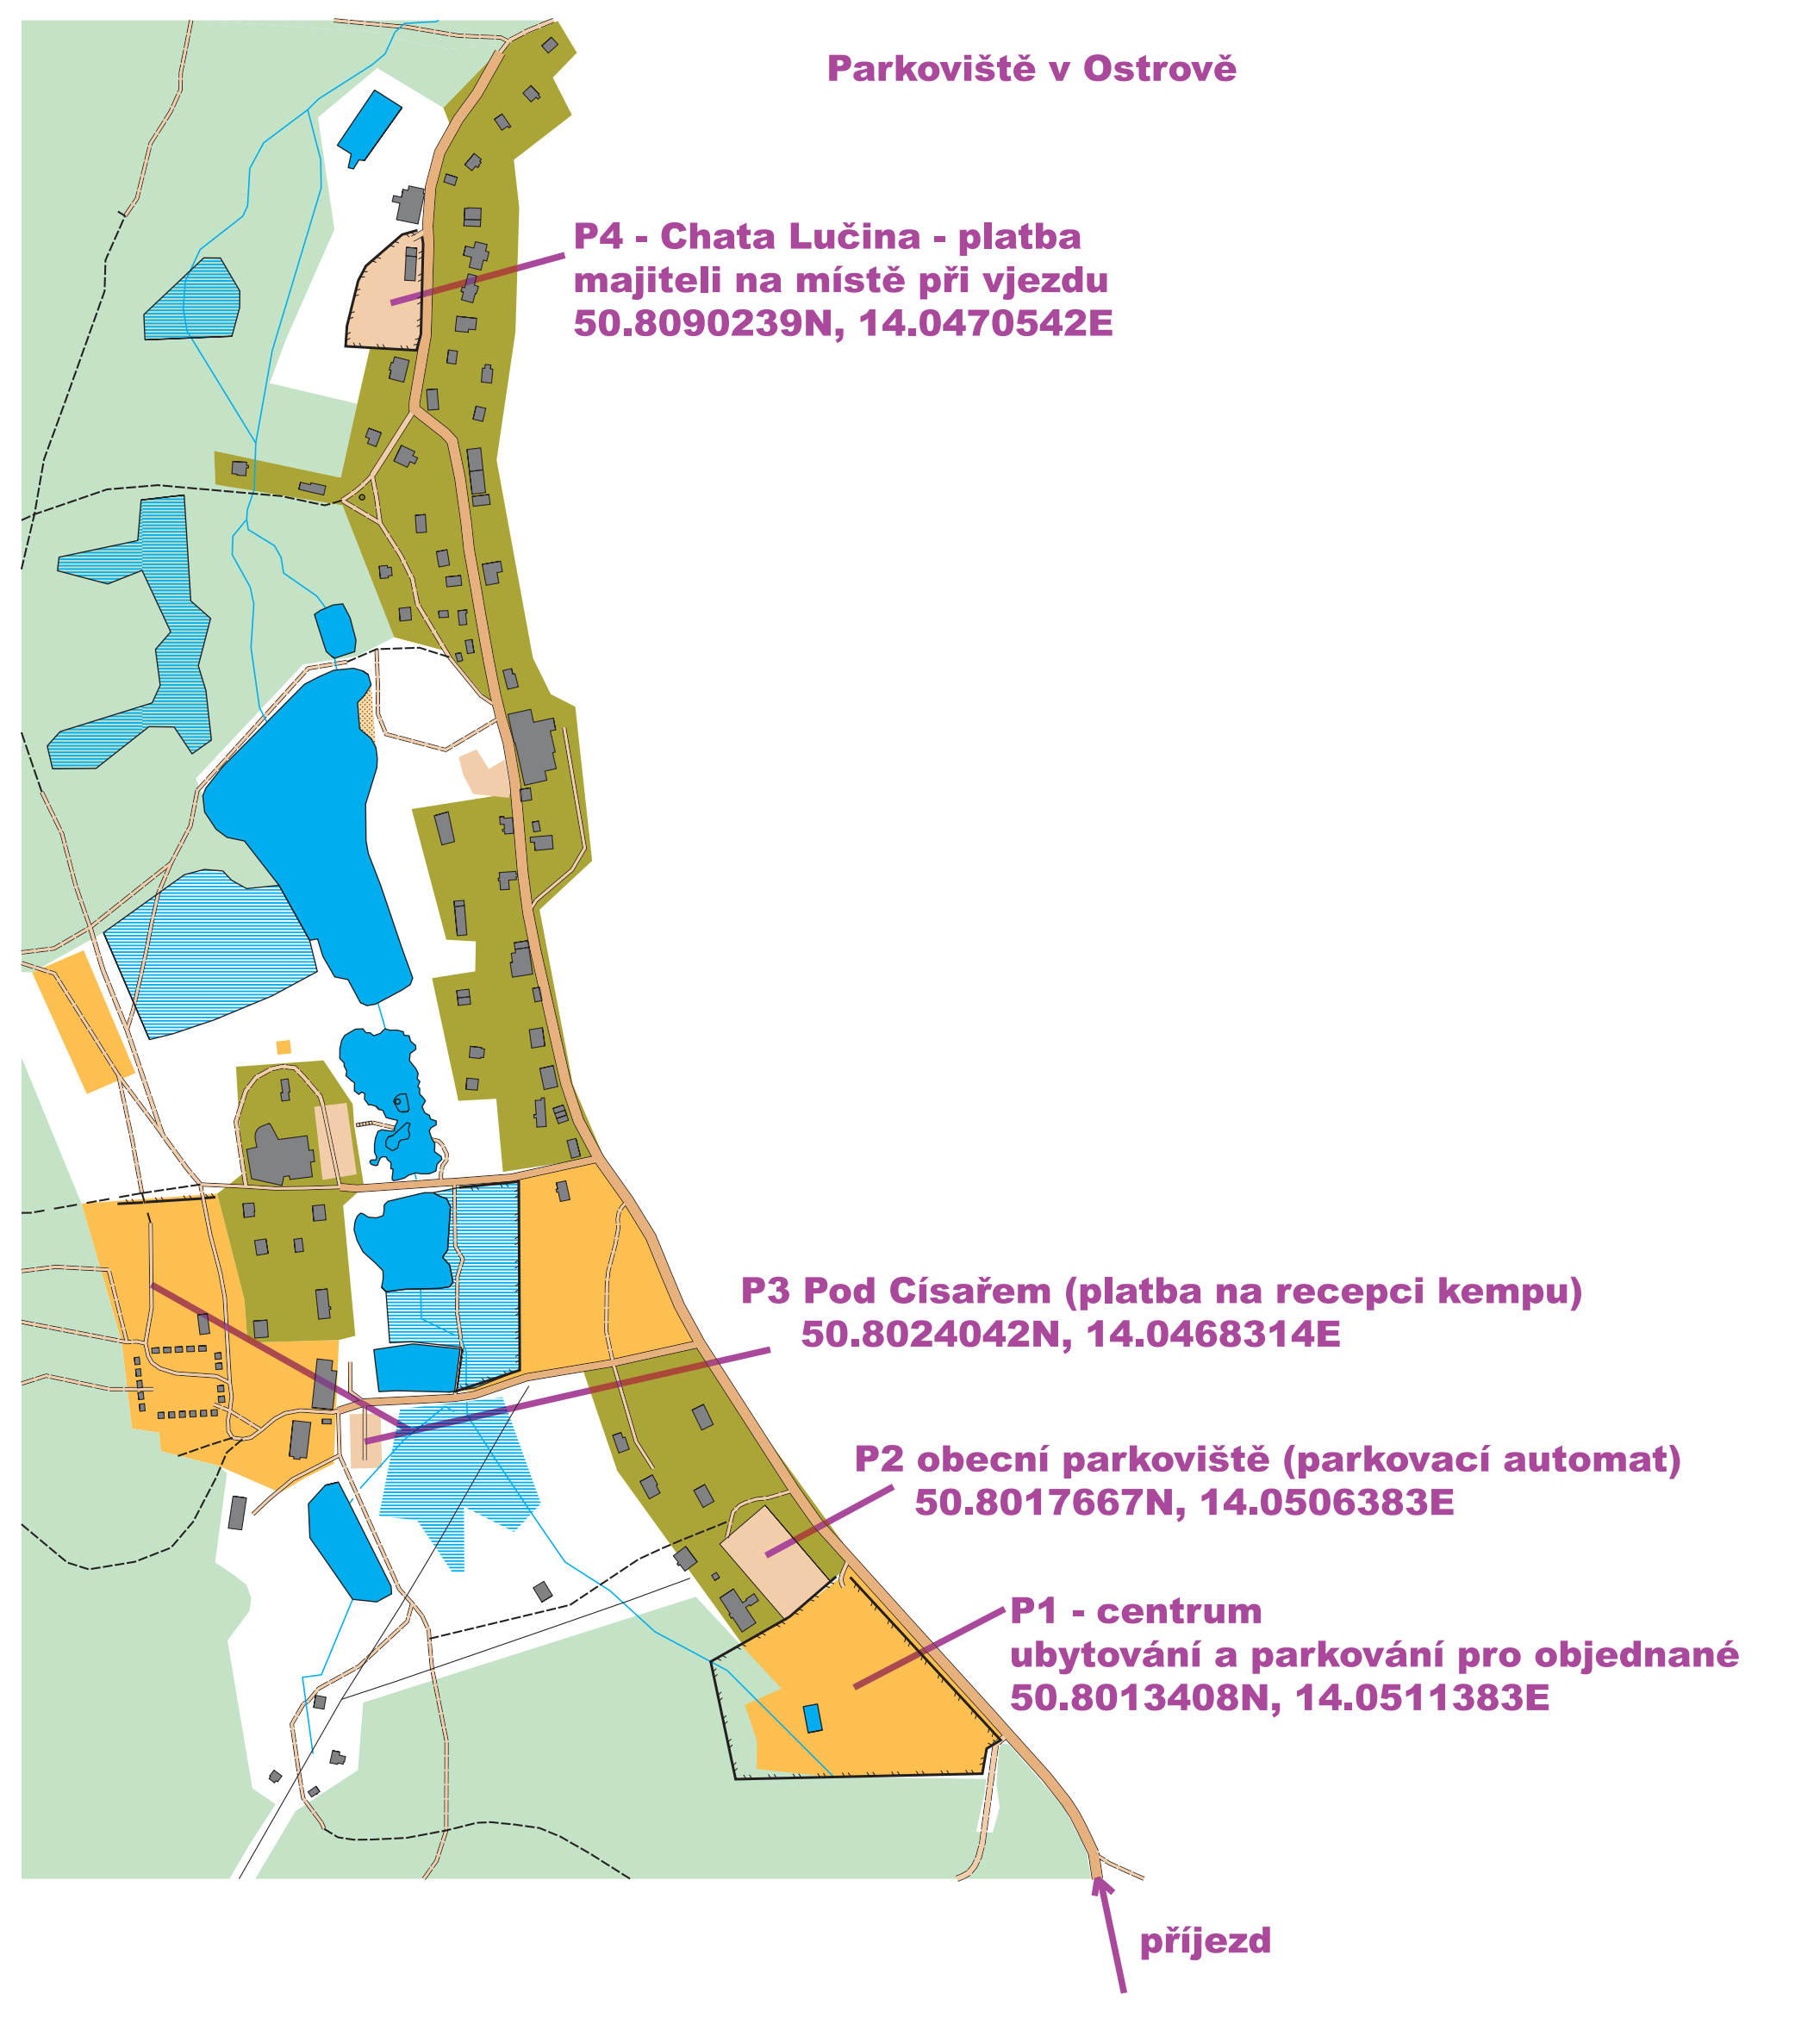 Parkoviště v Ostrově
P4 - Chata Lučina - platba
majiteli na místě při vjezdu
50.8090239N, 14.0470542E
P3 Pod Císařem (platba na recepci kempu)
50.8024042N, 14.0468314E
P2 obecní parkoviště (parkovací automat)
50.8017667N, 14.0506383E
P1 - centrum
ubytování a parkování pro objednané
50.8013408N, 14.0511383E
příjezd